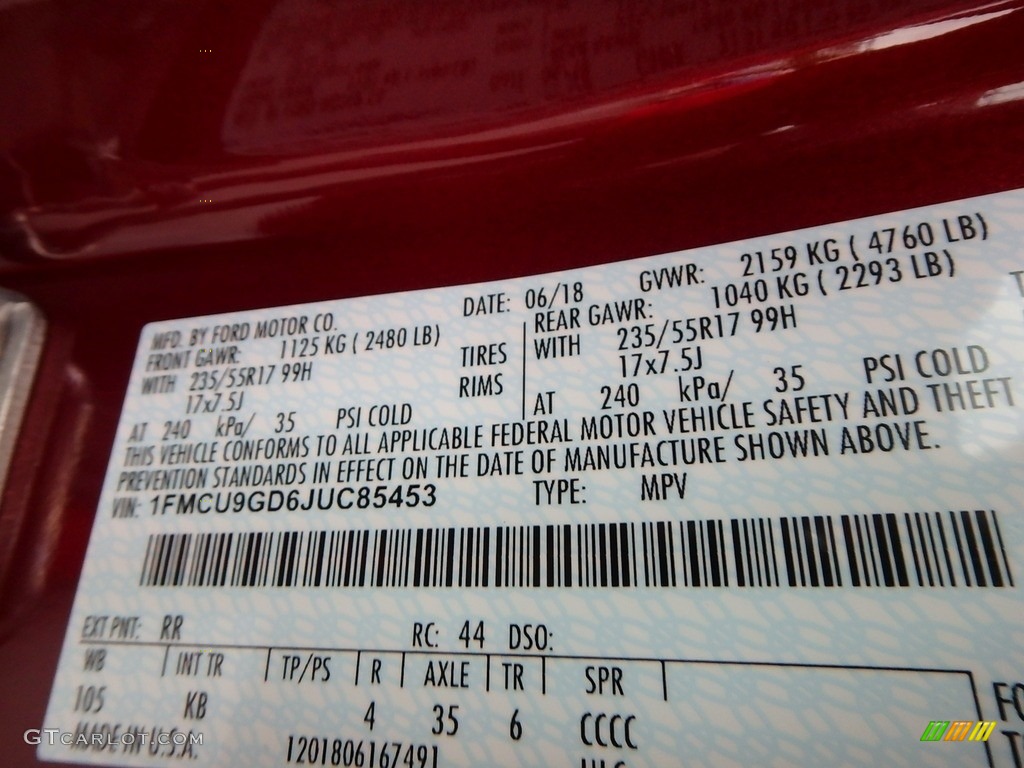 MFD. BY FORD MOTOR CO.
DATE: 06/18
GVWR: 2159 KG ( 4760 LB)
FRONT GAWR: 1125 KG ( 2480 LB)
REAR GAWR: 1040 KG ( 2293 LB)
WITH 235/55R17 99H TIRES WITH 235/55R17 99H
17x7.5J RIMS 17x7.5J
AT 240 kPa/ 35 PSI COLD AT 240 kPa/ 35 PSI COLD
THIS VEHICLE CONFORMS TO ALL APPLICABLE FEDERAL MOTOR VEHICLE SAFETY AND THEFT
PREVENTION STANDARDS IN EFFECT ON THE DATE OF MANUFACTURE SHOWN ABOVE.
VIN: 1FMCU9GD6JUC85453 TYPE: MPV
EXT PNT: RR RC: 44 DSO:
WB INT TR TP/PS R AXLE TR SPR
105 KB 4 35 6 CCCC
MADE IN U.S.A. 1201806167491
GTCARLOT.COM